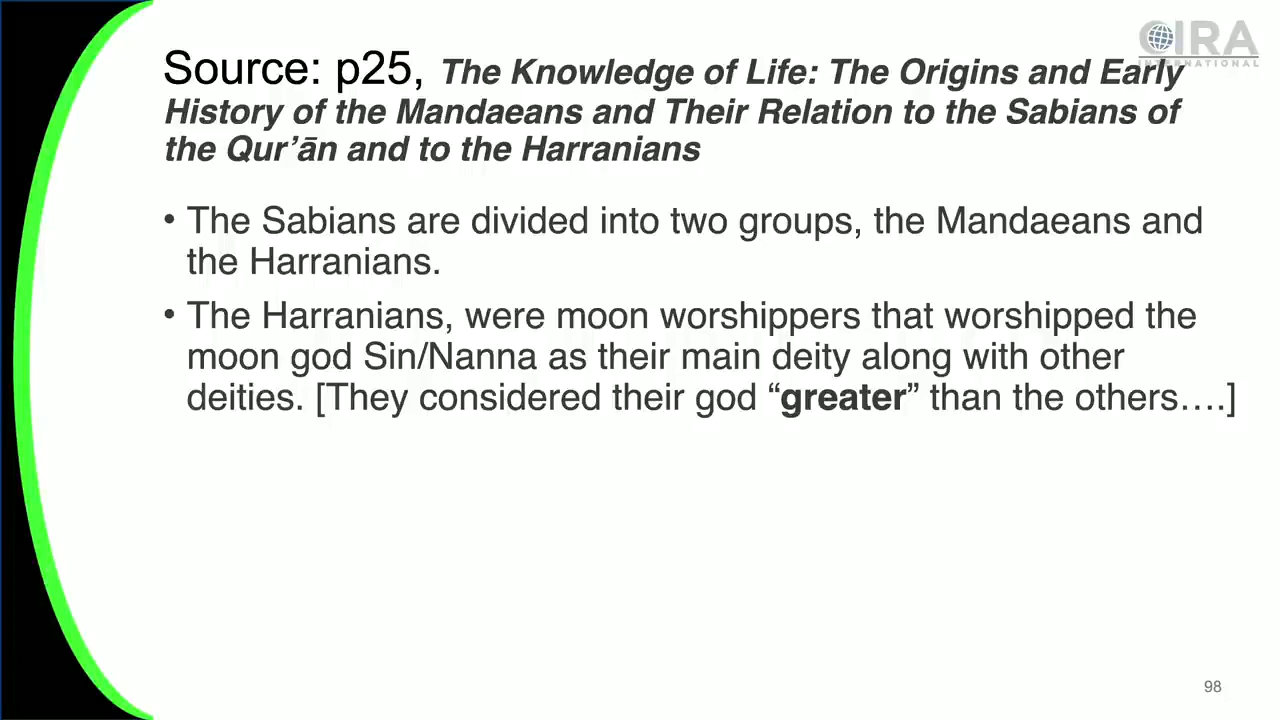 CIRA
INTERNATIONAL
Source: p25, The Knowledge of Life: The Origins and Early
History of the Mandaeans and Their Relation to the Sabians of
the Qur’ān and to the Harranians
• The Sabians are divided into two groups, the Mandaeans and
the Harranians.
• The Harranians, were moon worshippers that worshipped the
moon god Sin/Nanna as their main deity along with other
deities. [They considered their god “greater” than the others….]
98